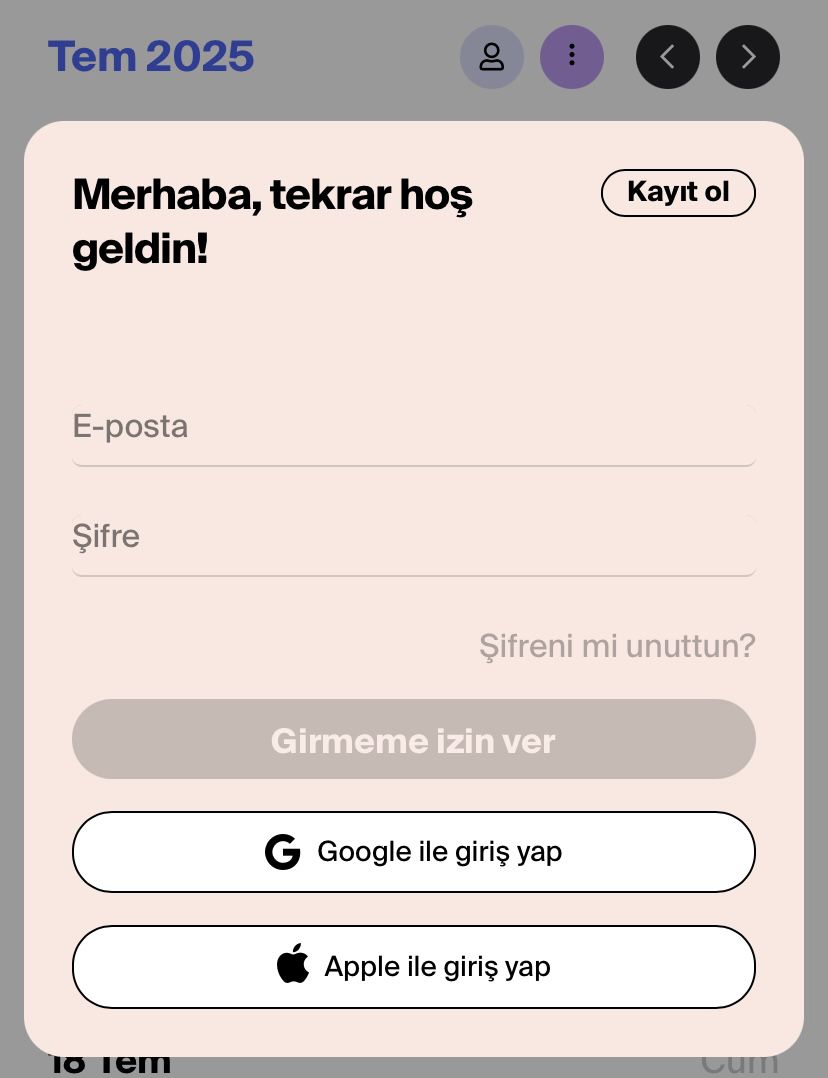 Tem 2025
Merhaba, tekrar hoş
geldin!
Kayıt ol
E-posta
Şifre
Şifreni mi unuttun?
Girmeme izin ver
Google ile giriş yap
Apple ile giriş yap
18 Tem
Cum